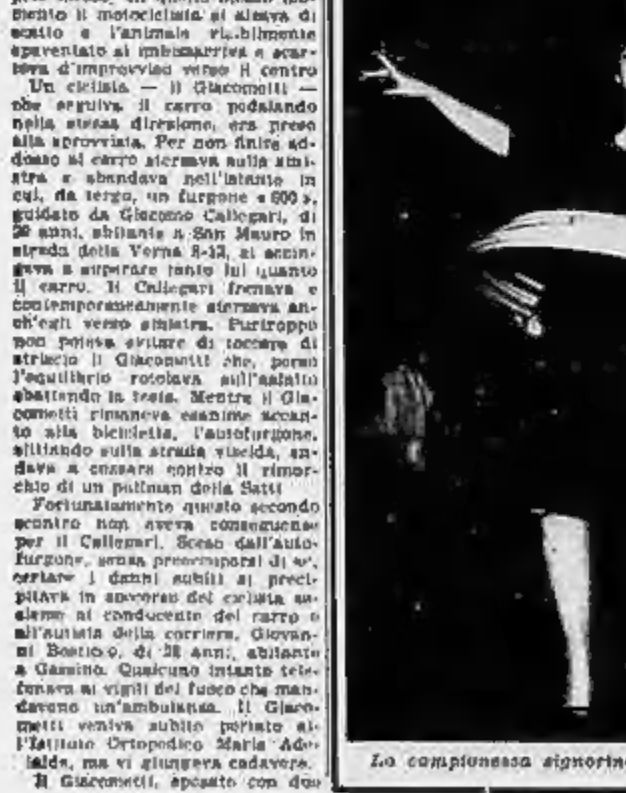 mento il motociclista si alzava di
scatto e l'animale
spaventato si imbizzarriva e scar-
tava d'improvviso verso il centro
Un ciclista — il Giacometti —
che seguiva il carro pedalando
nella stessa direzione, era preso
alla sprovvista. Per non finire ad-
dosso al carro sterzava sulla sini-
stra e sbandava nell'istante in
cui, da tergo, un furgone « 600 »,
guidato da Giacomo Callegari, di
anni, abitante a San Mauro in
strada della Verna si accin-
geva a superare tanto lui quanto
il carro. Il Callegari frenava e
contemporaneamente sterzava an-
ch'egli verso sinistra. Purtroppo
non poteva evitare di toccare di
striscio il Giacometti che, perso
l'equilibrio rotolava sull'asfalto
sbattendo la testa. Mentre il Gia-
cometti rimaneva esanime accan-
to alla bicicletta, l'autofurgone,
slittando sulla strada viscida, an-
dava a cozzare contro il rimor-
chio di un pullman della Satti
Fortunatamente questo secondo
scontro non aveva conseguenze
per il Callegari. Sceso dall'auto-
furgone, senza preoccuparsi di ac-
certare i danni subiti si preci-
pitava in soccorso del ciclista as-
sieme al conducente del carro e
all'autista della corriera, Giovan-
ni di anni, abitante
a Gassino. Qualcuno intanto tele-
fonava ai vigili del fuoco che man-
davano un'ambulanza. Il Giaco-
metti veniva subito portato al-
l'Istituto Ortopedico Maria Ade-
laide, ma vi giungeva cadavere.
Il Giacometti, sposato con due
La campionessa signorina